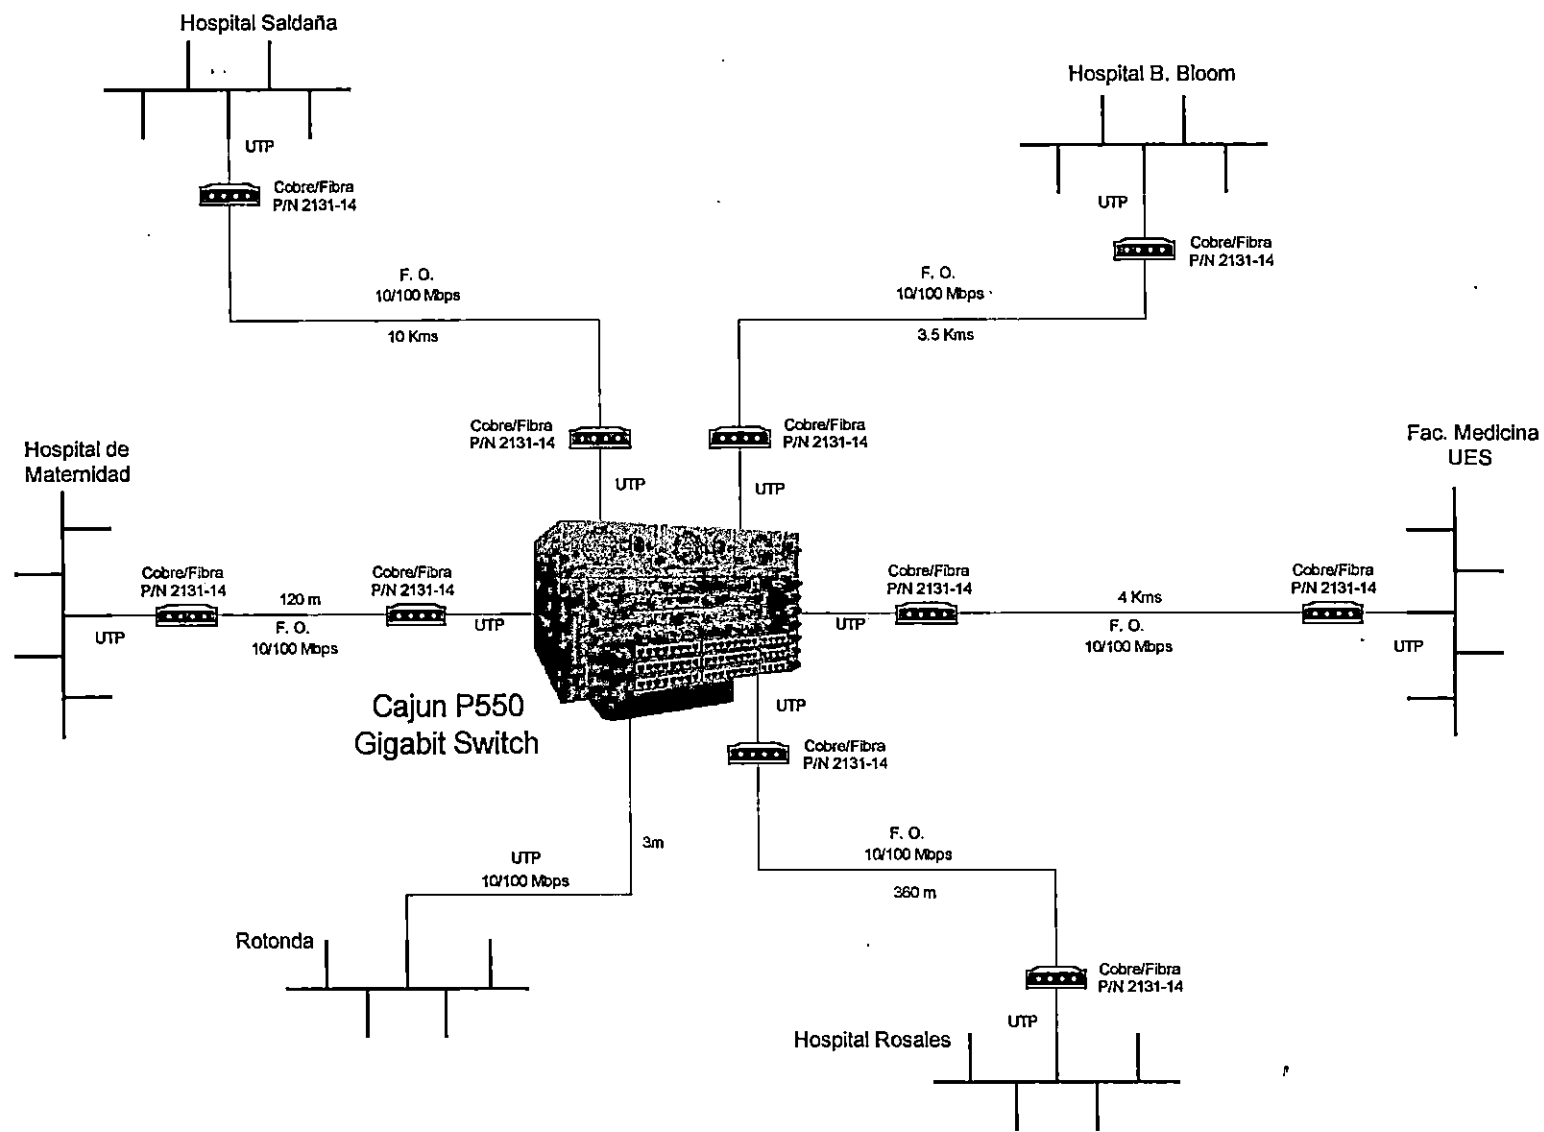 Hospital Saldaña
Hospital B. Bloom
UTP
Cobre/Fibra
P/N 2131-14
UTP
Cobre/Fibra
P/N 2131-14
F. O.
10/100 Mbps
10 Kms
F. O.
10/100 Mbps
3.5 Kms
Cobre/Fibra
P/N 2131-14
Cobre/Fibra
P/N 2131-14
UTP
UTP
Hospital de
Maternidad
Fac. Medicina
UES
Cobre/Fibra
P/N 2131-14
120 m
F. O.
10/100 Mbps
Cobre/Fibra
P/N 2131-14
UTP
UTP
UTP
Cobre/Fibra
P/N 2131-14
4 Kms
F. O.
10/100 Mbps
Cobre/Fibra
P/N 2131-14
UTP
Cajun P550
Gigabit Switch
UTP
Cobre/Fibra
P/N 2131-14
3m
UTP
10/100 Mbps
F. O.
10/100 Mbps
360 m
Rotonda
Cobre/Fibra
P/N 2131-14
UTP
Hospital Rosales